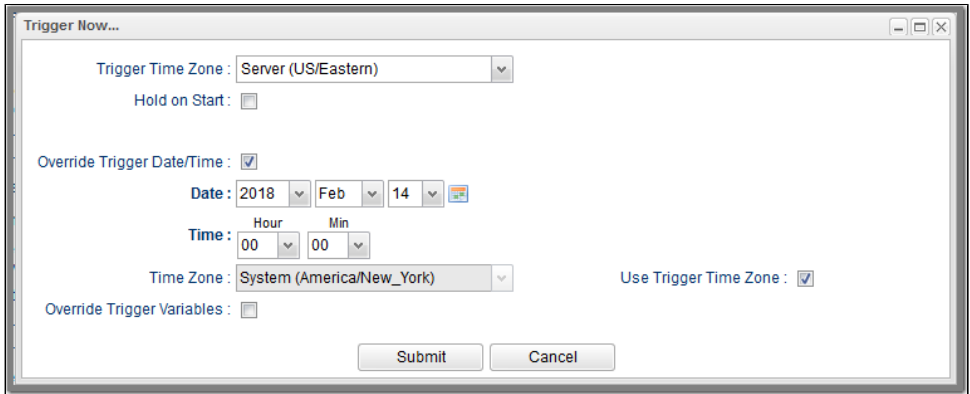 Trigger Now...
Trigger Time Zone : Server (US/Eastern)
Hold on Start :
Override Trigger Date/Time :
Date : 2018 Feb 14
Hour Min
Time : 00 00
Time Zone : System (America/New_York) Use Trigger Time Zone :
Override Trigger Variables :
Submit Cancel